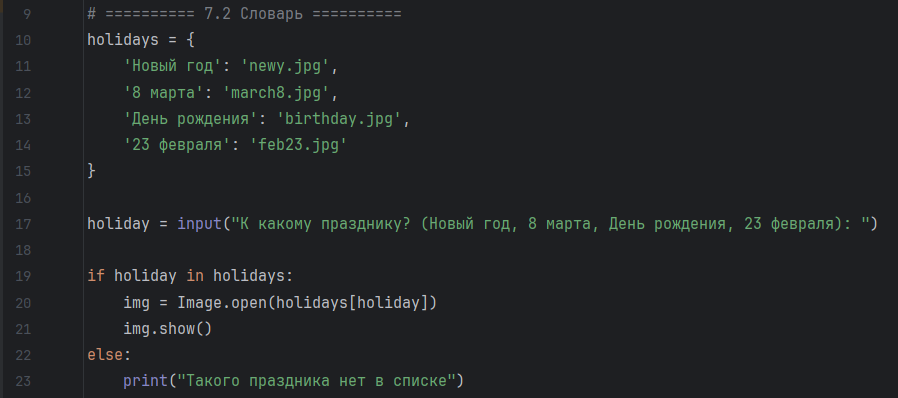 9 # ========== 7.2 Словарь ==========
10 holidays = {
11 'Новый год': 'newy.jpg',
12 '8 марта': 'march8.jpg',
13 'День рождения': 'birthday.jpg',
14 '23 февраля': 'feb23.jpg'
15 }
16
17 holiday = input("К какому празднику? (Новый год, 8 марта, День рождения, 23 февраля): ")
18
19 if holiday in holidays:
20 img = Image.open(holidays[holiday])
21 img.show()
22 else:
23 print("Такого праздника нет в списке")